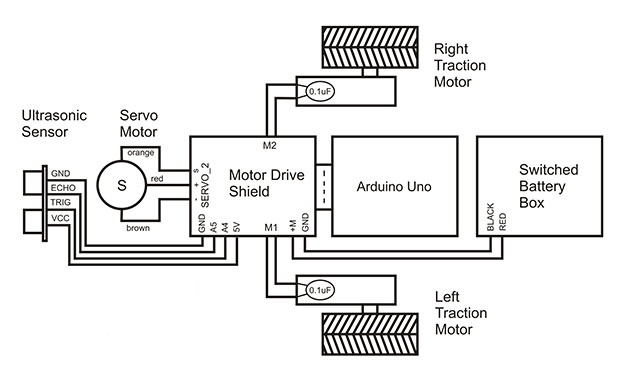 Right
Traction
Motor
0.1uF
Ultrasonic
Sensor
Servo
Motor
orange
red
brown
S
GND
ECHO
TRIG
VCC
M2
S
+
-
SERVO_2
Motor Drive
Shield
GND
A5
A4
5V
M1
+M
GND
Arduino Uno
Switched
Battery
Box
BLACK
RED
0.1uF
Left
Traction
Motor